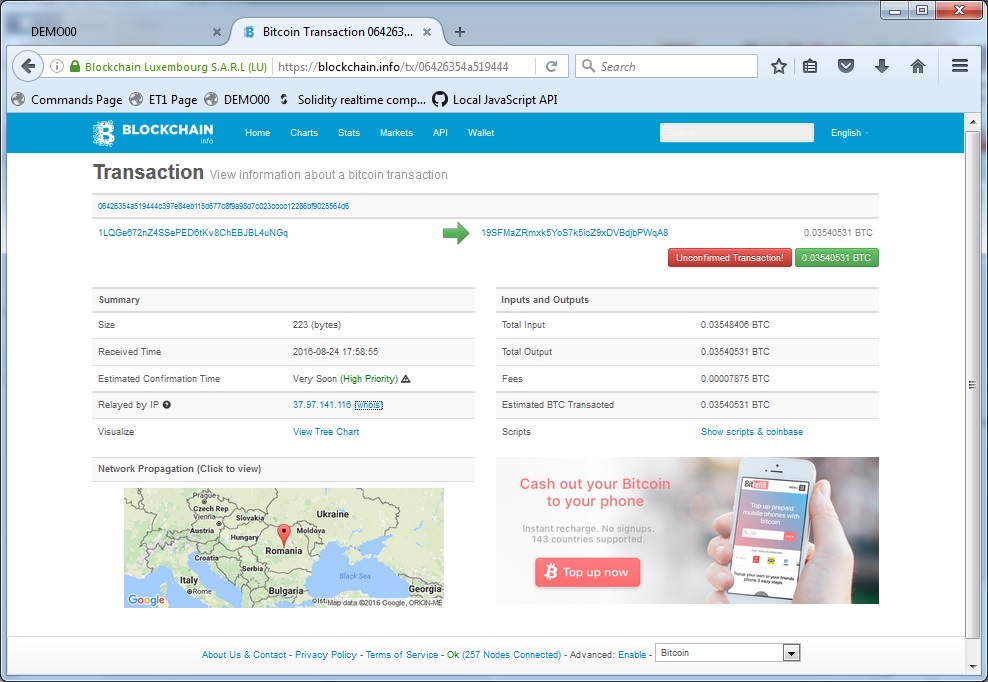 DEMO00
Bitcoin Transaction 064263...
Blockchain Luxembourg S.A.R.L (LU) https://blockchain.info/tx/06426354a519444 Search
Commands Page ET1 Page DEMO00 Solidity realtime comp... Local JavaScript API
BLOCKCHAIN
info
Home Charts Stats Markets API Wallet English
Transaction View information about a bitcoin transaction
1LQGe672nZ4SSePED6tKv8ChEBJBL4uNGq 19SFMaZRmxk5YoS7k5icZ9xDVBdjbPWqA8 0.03540531 BTC
Unconfirmed Transaction! 0.03540531 BTC
Summary
Size 223 (bytes)
Received Time 2016-08-24 17:58:55
Estimated Confirmation Time Very Soon (High Priority)
Relayed by IP 37.97.141.116 (whois)
Visualize View Tree Chart
Inputs and Outputs
Total Input 0.03548406 BTC
Total Output 0.03540531 BTC
Fees 0.00007875 BTC
Estimated BTC Transacted 0.03540531 BTC
Scripts Show scripts & coinbase
Network Propagation (Click to view)
Prague
Czech Rep
Vienna
Slovakia
Ukraine
Austria
Hungary
Moldova
Romania
Croatia
Serbia
Italy
Rome
Bulgaria
Black Sea
Georgia
Google
Map data ©2016 Google, ORION-ME
Cash out your Bitcoin
to your phone
Instant recharge. No signups.
143 countries supported.
Top up now
Bitrefill
MENU
Top up prepaid
mobile phones with
bitcoin
Topup your own or your friends
phone 3 easy steps
About Us & Contact - Privacy Policy - Terms of Service - Ok (257 Nodes Connected) - Advanced: Enable - Bitcoin